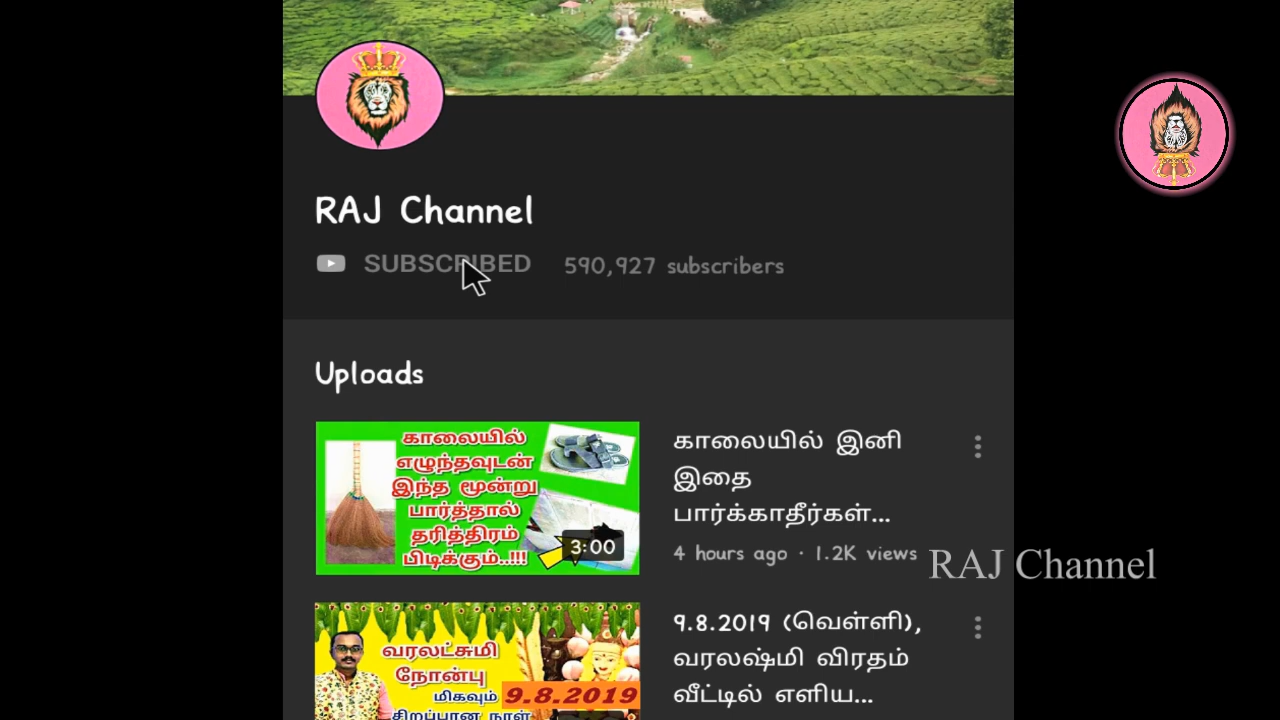 RAJ Channel
SUBSCRIBED 590,927 subscribers
Uploads
காலையில்
எழுந்தவுடன்
இந்த மூன்று
பார்த்தால்
தரித்திரம்
பிடிக்கும்..!!!
3:00
காலையில் இனி
இதை
பார்க்காதீர்கள்...
4 hours ago · 1.2K views
RAJ Channel
வரலட்சுமி
நோன்பு
மிகவும் 9.8.2019
சிறப்பான நாள்
9.8.2019 (வெள்ளி),
வரலஷ்மி விரதம்
வீட்டில் எளிய...